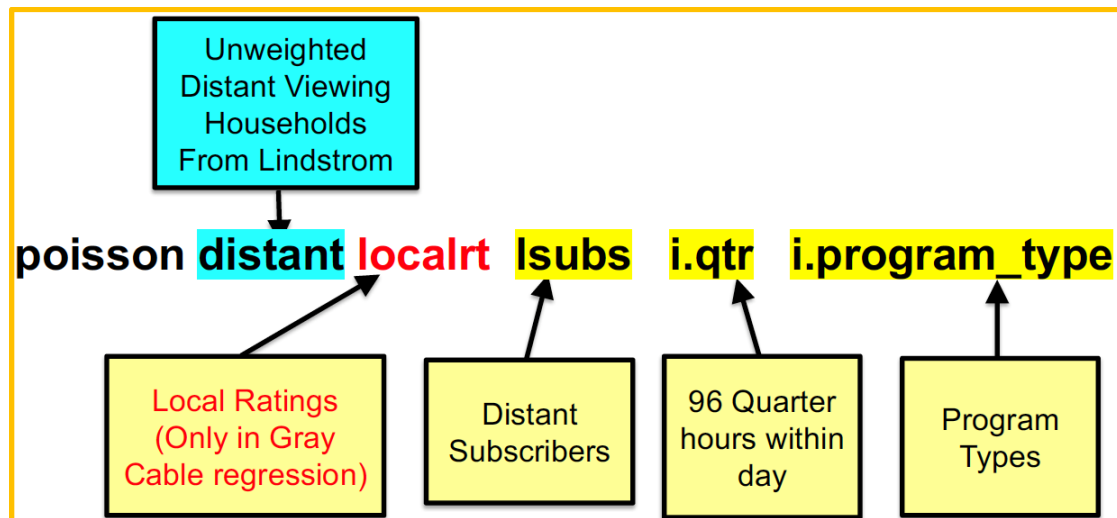 Unweighted
Distant Viewing
Households
From Lindstrom
poisson distant localrt lsubs i.qtr i.program_type
Local Ratings
(Only in Gray
Cable regression)
Distant
Subscribers
96 Quarter
hours within
day
Program
Types